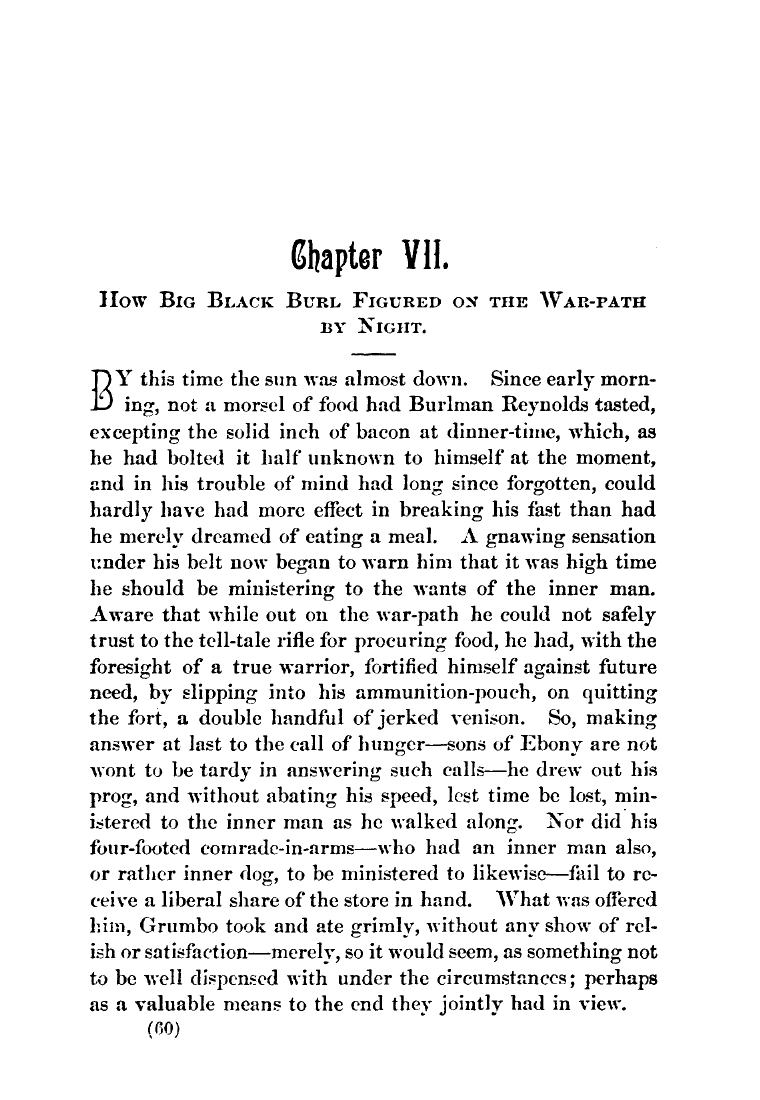 Chapter VII.
How Big Black Burl Figured on the War-path
by Night.
BY this time the sun was almost down. Since early morn-
ing, not a morsel of food had Burlman Reynolds tasted,
excepting the solid inch of bacon at dinner-time, which, as
he had bolted it half unknown to himself at the moment,
and in his trouble of mind had long since forgotten, could
hardly have had more effect in breaking his fast than had
he merely dreamed of eating a meal. A gnawing sensation
under his belt now began to warn him that it was high time
he should be ministering to the wants of the inner man.
Aware that while out on the war-path he could not safely
trust to the tell-tale rifle for procuring food, he had, with the
foresight of a true warrior, fortified himself against future
need, by slipping into his ammunition-pouch, on quitting
the fort, a double handful of jerked venison. So, making
answer at last to the call of hunger—sons of Ebony are not
wont to be tardy in answering such calls—he drew out his
prog, and without abating his speed, lest time be lost, min-
istered to the inner man as he walked along. Nor did his
four-footed comrade-in-arms—who had an inner man also,
or rather inner dog, to be ministered to likewise—fail to re-
ceive a liberal share of the store in hand. What was offered
him, Grumbo took and ate grimly, without any show of rel-
ish or satisfaction—merely, so it would seem, as something not
to be well dispensed with under the circumstances; perhaps
as a valuable means to the end they jointly had in view.
(60)